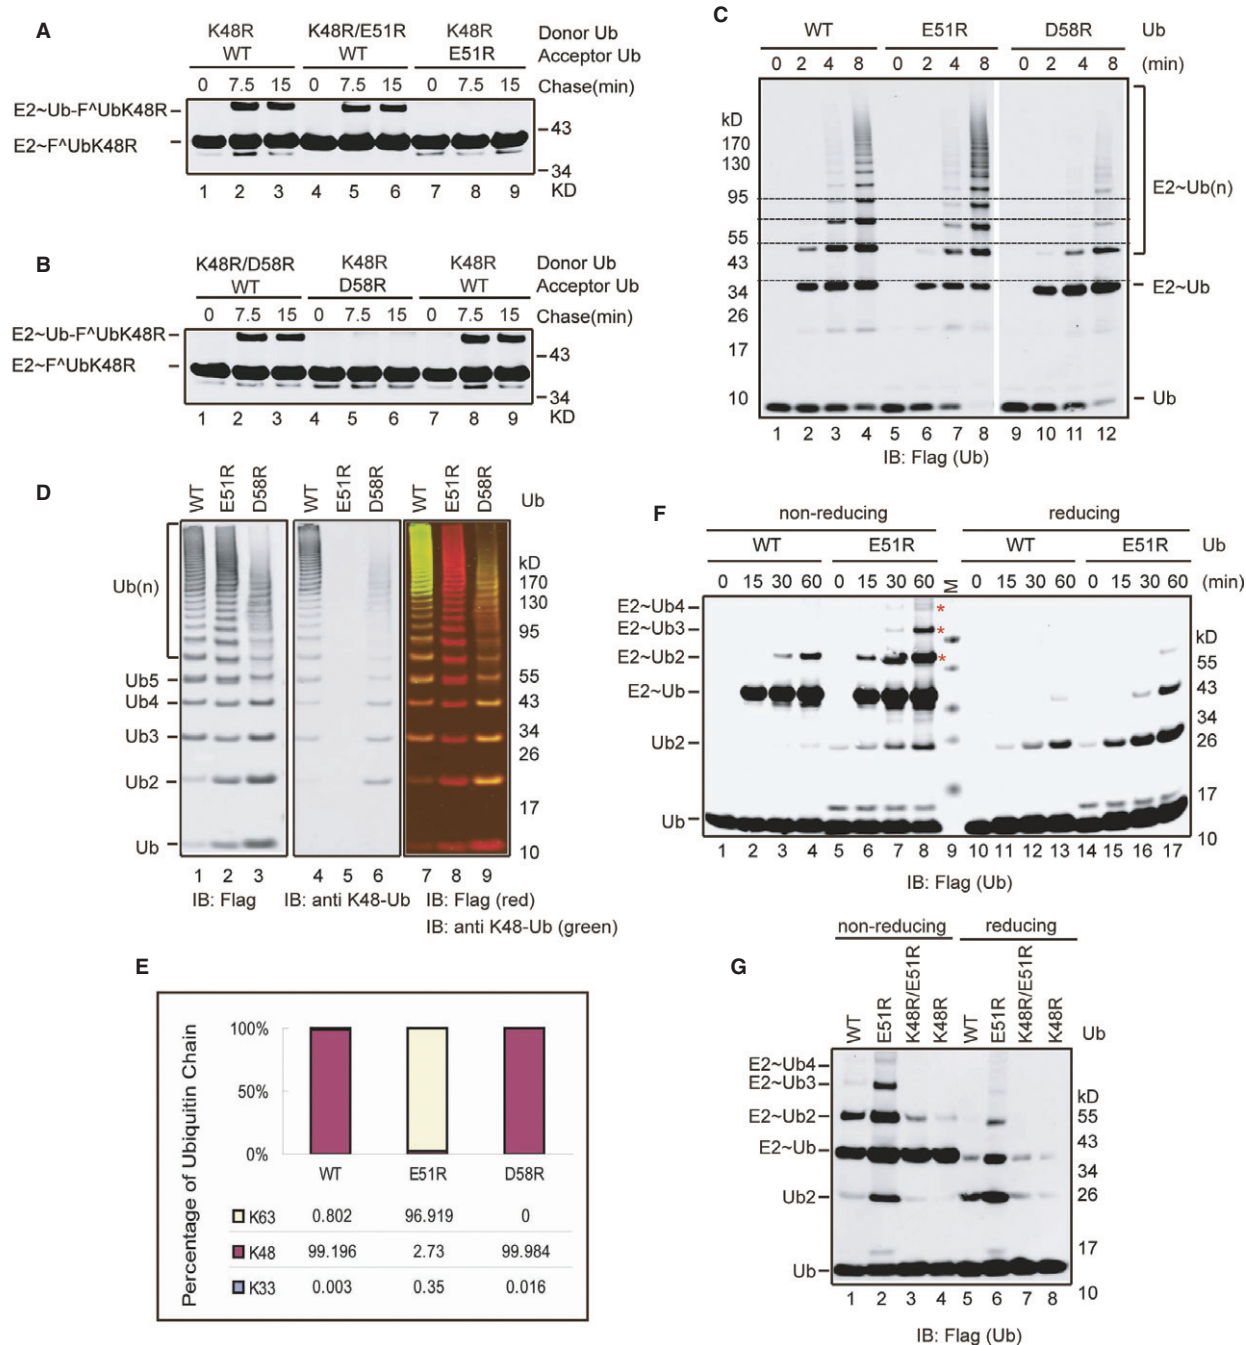 A
K48R K48R/E51R K48R Donor Ub
WT WT E51R Acceptor Ub
0 7.5 15 0 7.5 15 0 7.5 15 Chase(min)
E2~Ub-F^UbK48R
E2~F^UbK48R
43
34
1 2 3 4 5 6 7 8 9 KD
B
K48R/D58R K48R K48R Donor Ub
WT D58R WT Acceptor Ub
0 7.5 15 0 7.5 15 0 7.5 15 Chase(min)
E2~Ub-F^UbK48R
E2~F^UbK48R
43
34
1 2 3 4 5 6 7 8 9 KD
C
WT E51R D58R Ub
0 2 4 8 0 2 4 8 0 2 4 8 (min)
kD
170
130
95
55
43
34
26
17
10
E2~Ub(n)
E2~Ub
Ub
1 2 3 4 5 6 7 8 9 10 11 12
IB: Flag (Ub)
D
WT E51R D58R WT E51R D58R WT E51R D58R Ub
Ub(n)
Ub5
Ub4
Ub3
Ub2
Ub
kD
170
130
95
55
43
34
26
17
10
1 2 3 4 5 6 7 8 9
IB: Flag IB: anti K48-Ub IB: Flag (red)
IB: anti K48-Ub (green)
E
Percentage of Ubiquitin Chain
100%
50%
0%
WT E51R D58R
K63 0.802 96.919 0
K48 99.196 2.73 99.984
K33 0.003 0.35 0.016
F
non-reducing reducing
WT E51R WT E51R Ub
0 15 30 60 0 15 30 60 M 0 15 30 60 0 15 30 60 (min)
E2~Ub4
E2~Ub3
E2~Ub2
E2~Ub
Ub2
Ub
*
*
*
kD
55
43
34
26
17
10
1 2 3 4 5 6 7 8 9 10 11 12 13 14 15 16 17
IB: Flag (Ub)
G
non-reducing reducing
WT E51R K48R/E51R K48R WT E51R K48R/E51R K48R Ub
E2~Ub4
E2~Ub3
E2~Ub2
E2~Ub
Ub2
Ub
kD
55
43
34
26
17
10
1 2 3 4 5 6 7 8
IB: Flag (Ub)